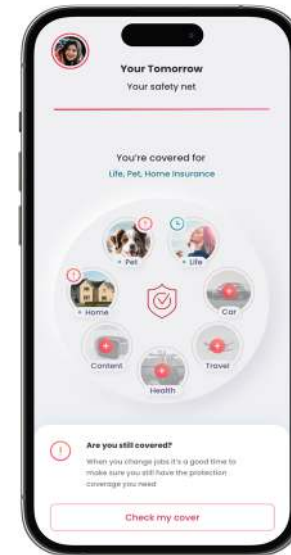 Your Tomorrow
Your safety net
You're covered for
Life, Pet, Home Insurance
+ Pet
+ Life
+ Home
Car
Content
Travel
Health
Are you still covered?
When you change jobs it's a good time to
make sure you still have the protection
coverage you need
Check my cover